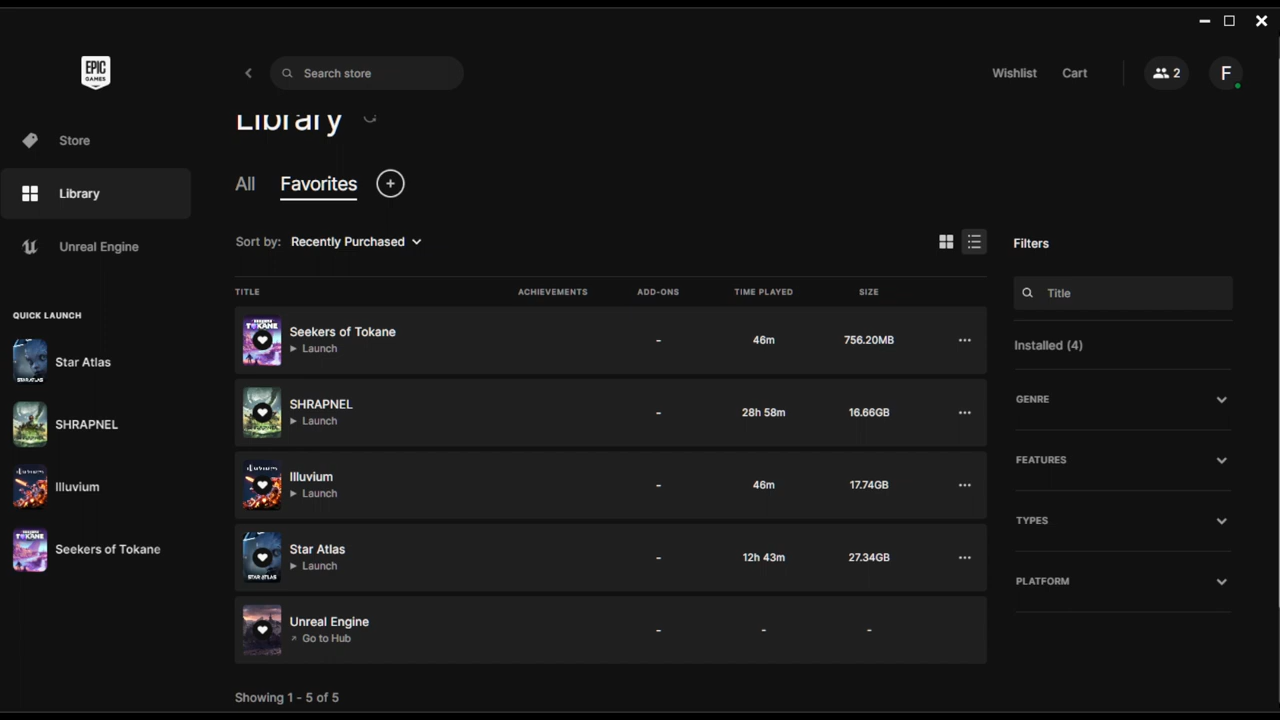 EPIC
GAMES
Search store
Wishlist
Cart
2
F
Store
Library
Unreal Engine
QUICK LAUNCH
Star Atlas
SHRAPNEL
Illuvium
Seekers of Tokane
Library
All
Favorites
Sort by: Recently Purchased
TITLE ACHIEVEMENTS ADD-ONS TIME PLAYED SIZE
Seekers of Tokane
Launch
- 46m 756.20MB
SHRAPNEL
Launch
- 28h 58m 16.66GB
Illuvium
Launch
- 46m 17.74GB
Star Atlas
Launch
- 12h 43m 27.34GB
STAR ATLAS
Unreal Engine
Go to Hub
- - -
Showing 1 - 5 of 5
Filters
Title
Installed (4)
GENRE
FEATURES
TYPES
PLATFORM